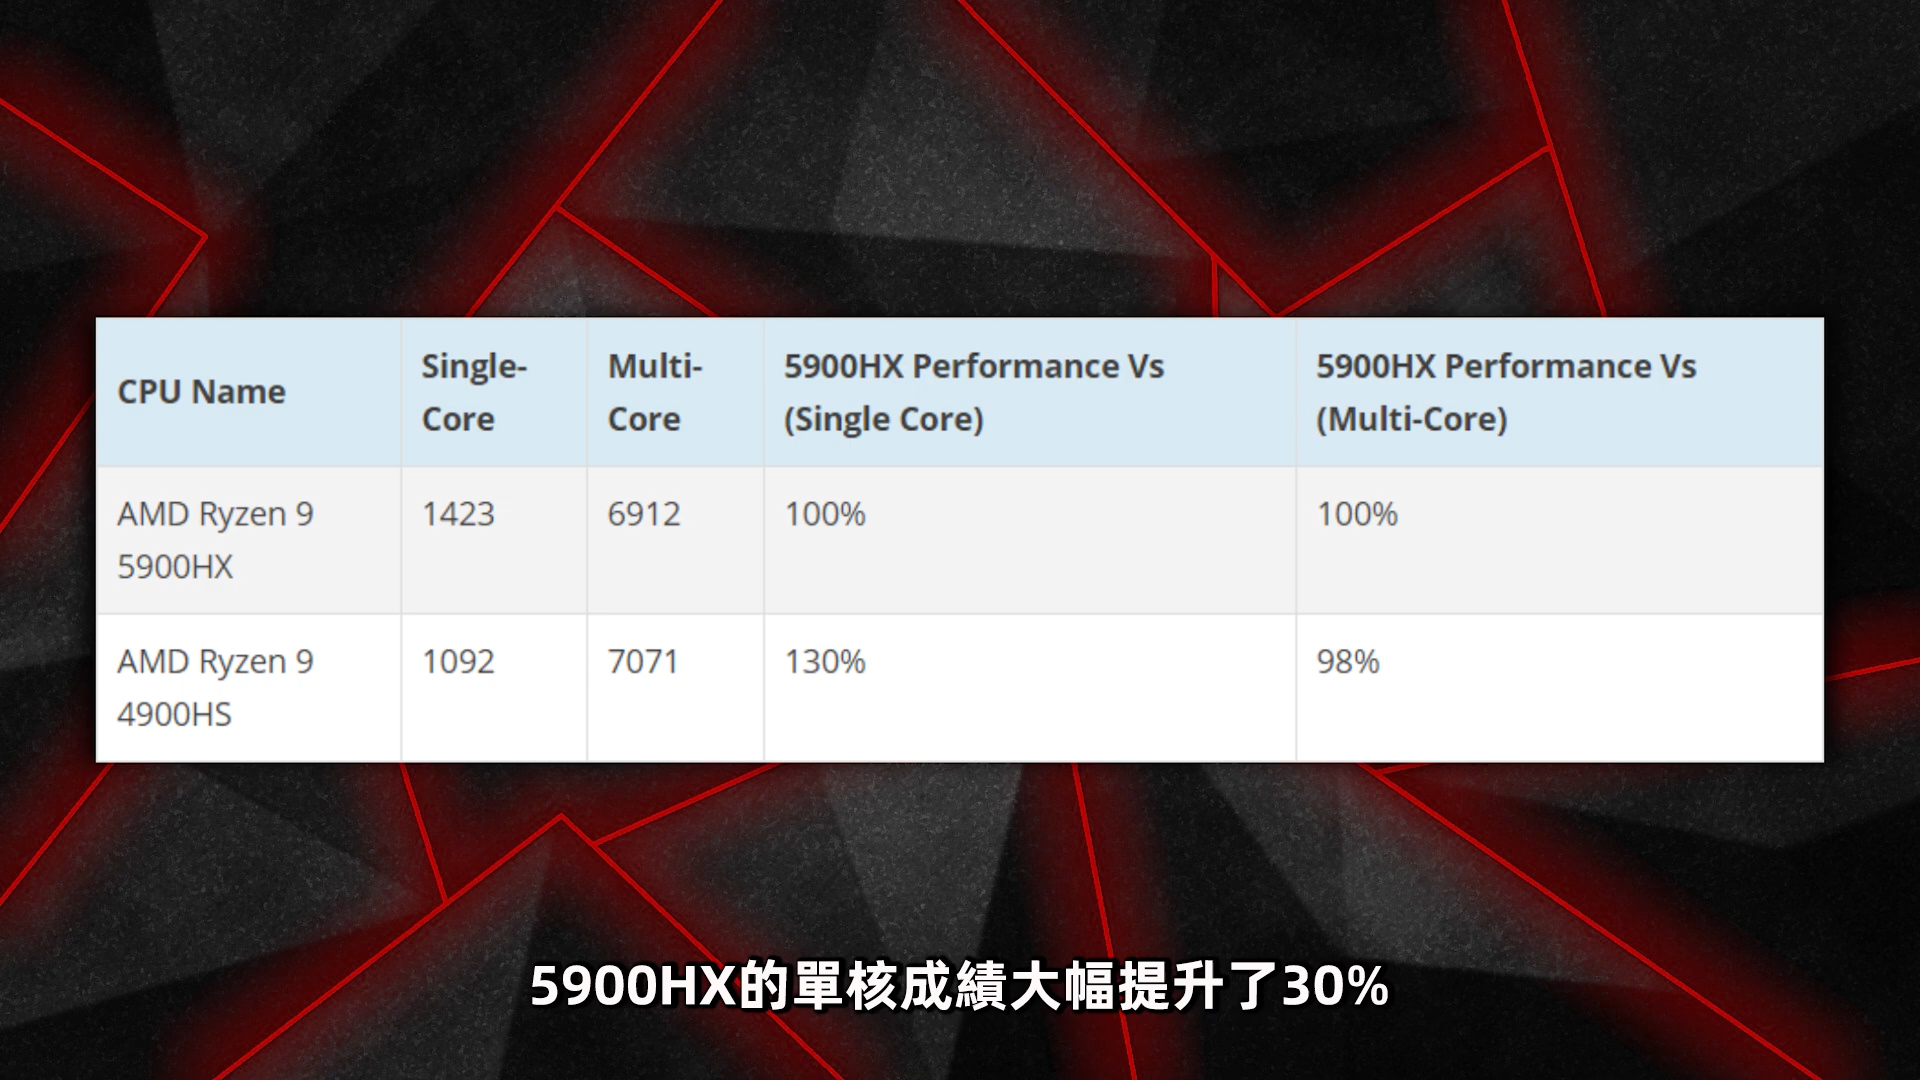 CPU Name
Single-
Core
Multi-
Core
5900HX Performance Vs
(Single Core)
5900HX Performance Vs
(Multi-Core)
AMD Ryzen 9
5900HX
1423
6912
100%
100%
AMD Ryzen 9
4900HS
1092
7071
130%
98%
5900HX的單核成績大幅提升了30%